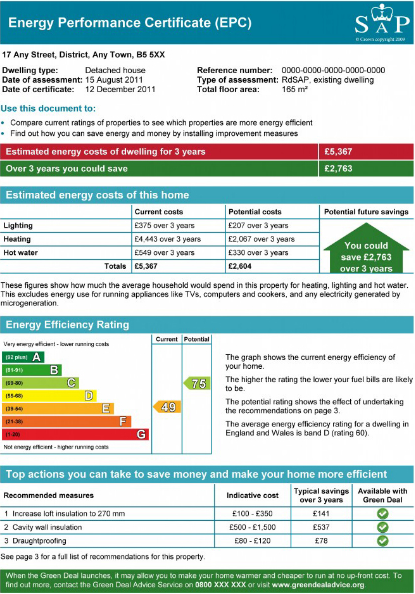 Energy Performance Certificate (EPC)
SAP
© Crown copyright 2009
17 Any Street, District, Any Town, B5 5XX
Dwelling type: Detached house Reference number: 0000-0000-0000-0000-0000
Date of assessment: 15 August 2011 Type of assessment: RdSAP, existing dwelling
Date of certificate: 12 December 2011 Total floor area: 165 m²
Use this document to:
• Compare current ratings of properties to see which properties are more energy efficient
• Find out how you can save energy and money by installing improvement measures
Estimated energy costs of dwelling for 3 years £5,367
Over 3 years you could save £2,763
Estimated energy costs of this home
Current costs Potential costs Potential future savings
Lighting £375 over 3 years £207 over 3 years
Heating £4,443 over 3 years £2,067 over 3 years
Hot water £549 over 3 years £330 over 3 years
Totals £5,367 £2,604
You could
save £2,763
over 3 years
These figures show how much the average household would spend in this property for heating, lighting and hot water.
This excludes energy use for running appliances like TVs, computers and cookers, and any electricity generated by
microgeneration.
Energy Efficiency Rating
Current Potential
Very energy efficient - lower running costs
(92 plus) A
(81-91) B
(69-80) C
(55-68) D
(39-54) E
(21-38) F
(1-20) G
75
49
Not energy efficient - higher running costs
The graph shows the current energy efficiency of
your home.
The higher the rating the lower your fuel bills are likely
to be.
The potential rating shows the effect of undertaking
the recommendations on page 3.
The average energy efficiency rating for a dwelling in
England and Wales is band D (rating 60).
Top actions you can take to save money and make your home more efficient
Recommended measures Indicative cost Typical savings over 3 years Available with Green Deal
1 Increase loft insulation to 270 mm £100 - £350 £141
2 Cavity wall insulation £500 - £1,500 £537
3 Draughtproofing £80 - £120 £78
See page 3 for a full list of recommendations for this property.
When the Green Deal launches, it may allow you to make your home warmer and cheaper to run at no up-front cost. To
find out more, contact the Green Deal Advice Service on 0800 XXX XXX or visit www.greendealadvice.org.